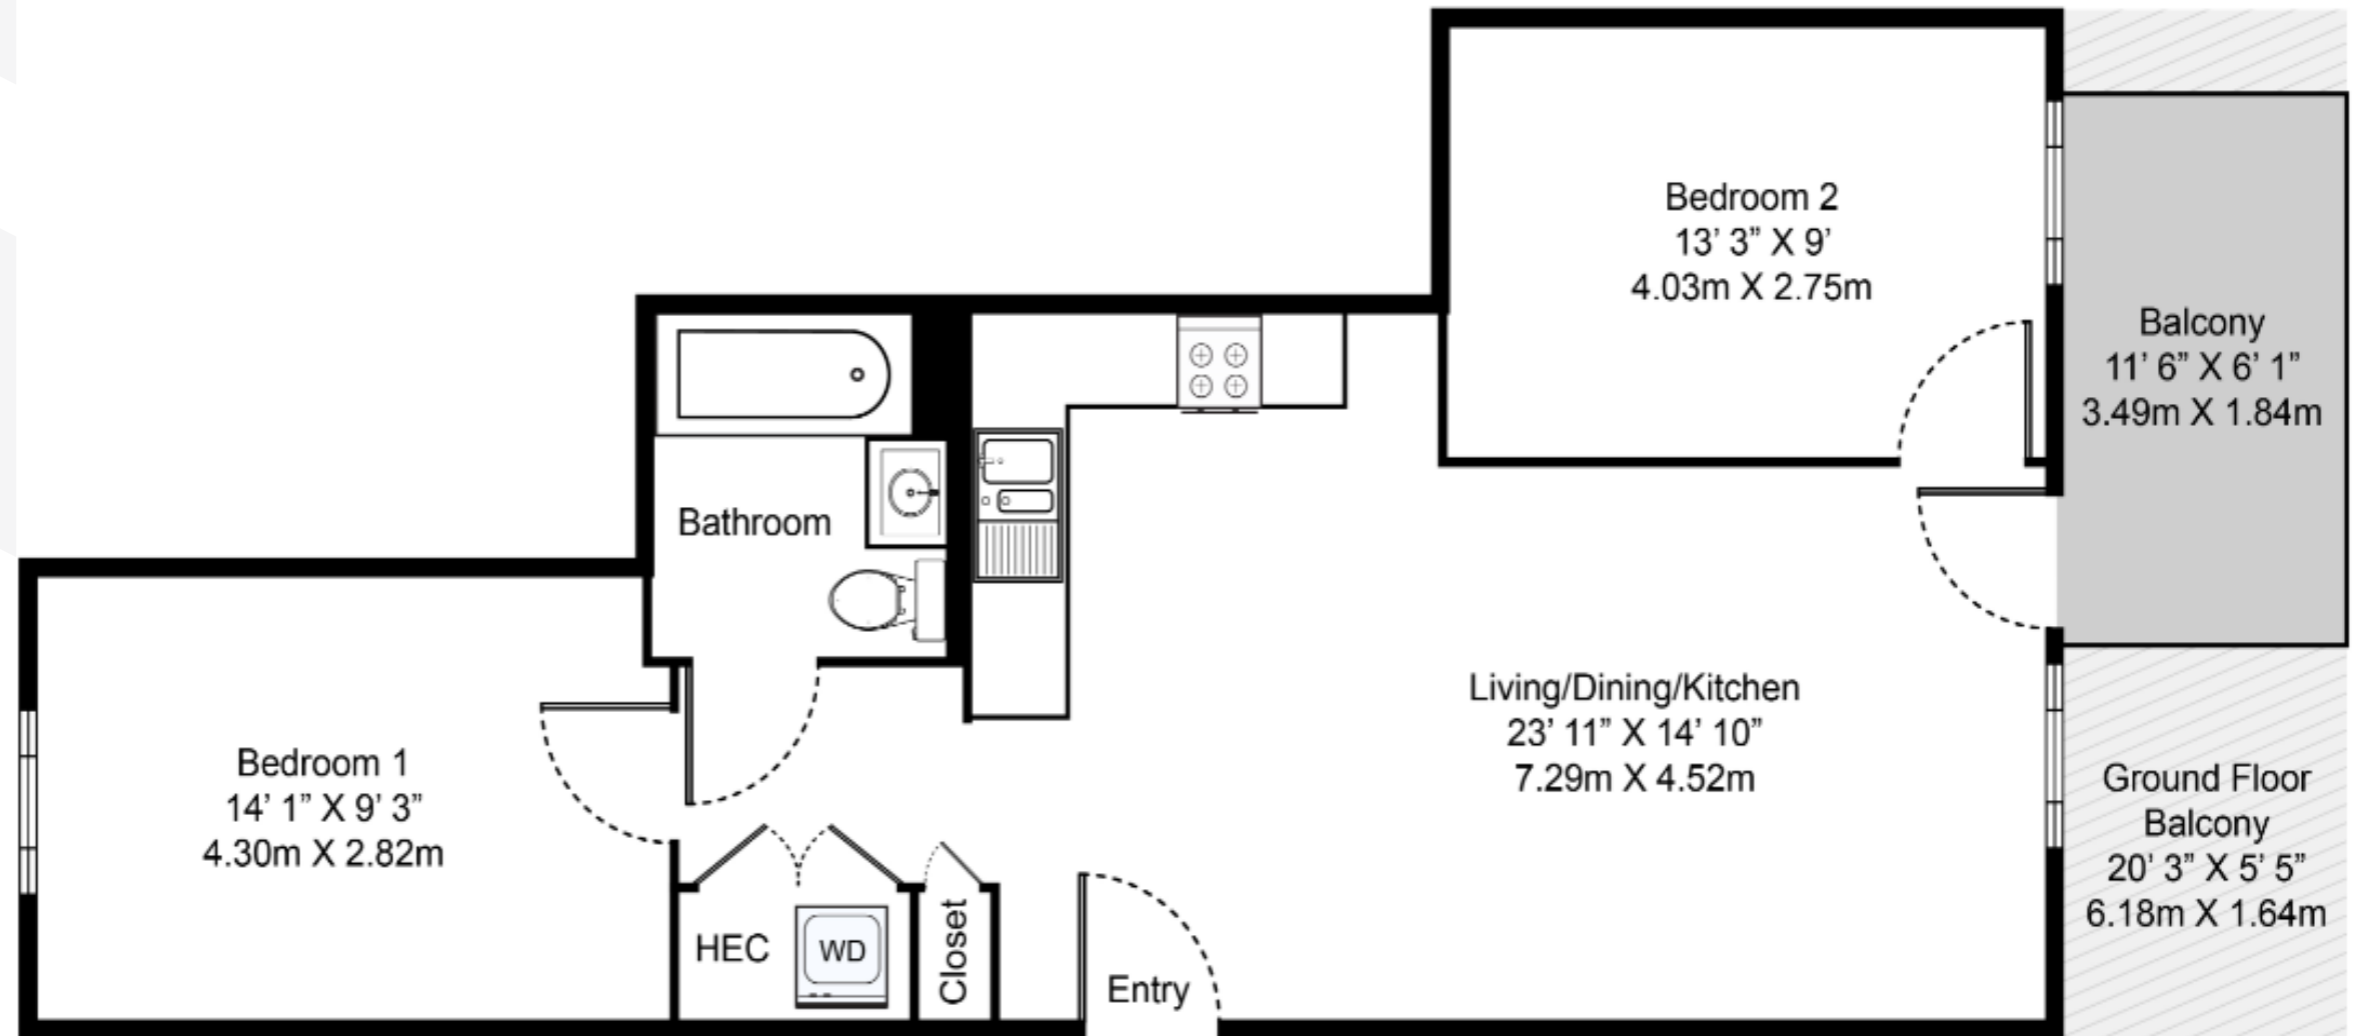 Bedroom 2
13’ 3” X 9’
4.03m X 2.75m
Balcony
11’ 6” X 6’ 1”
3.49m X 1.84m
Bathroom
Living/Dining/Kitchen
23’ 11” X 14’ 10”
7.29m X 4.52m
Bedroom 1
14’ 1” X 9’ 3”
4.30m X 2.82m
Ground Floor
Balcony
20’ 3” X 5’ 5”
6.18m X 1.64m
HEC
WD
Closet
Entry